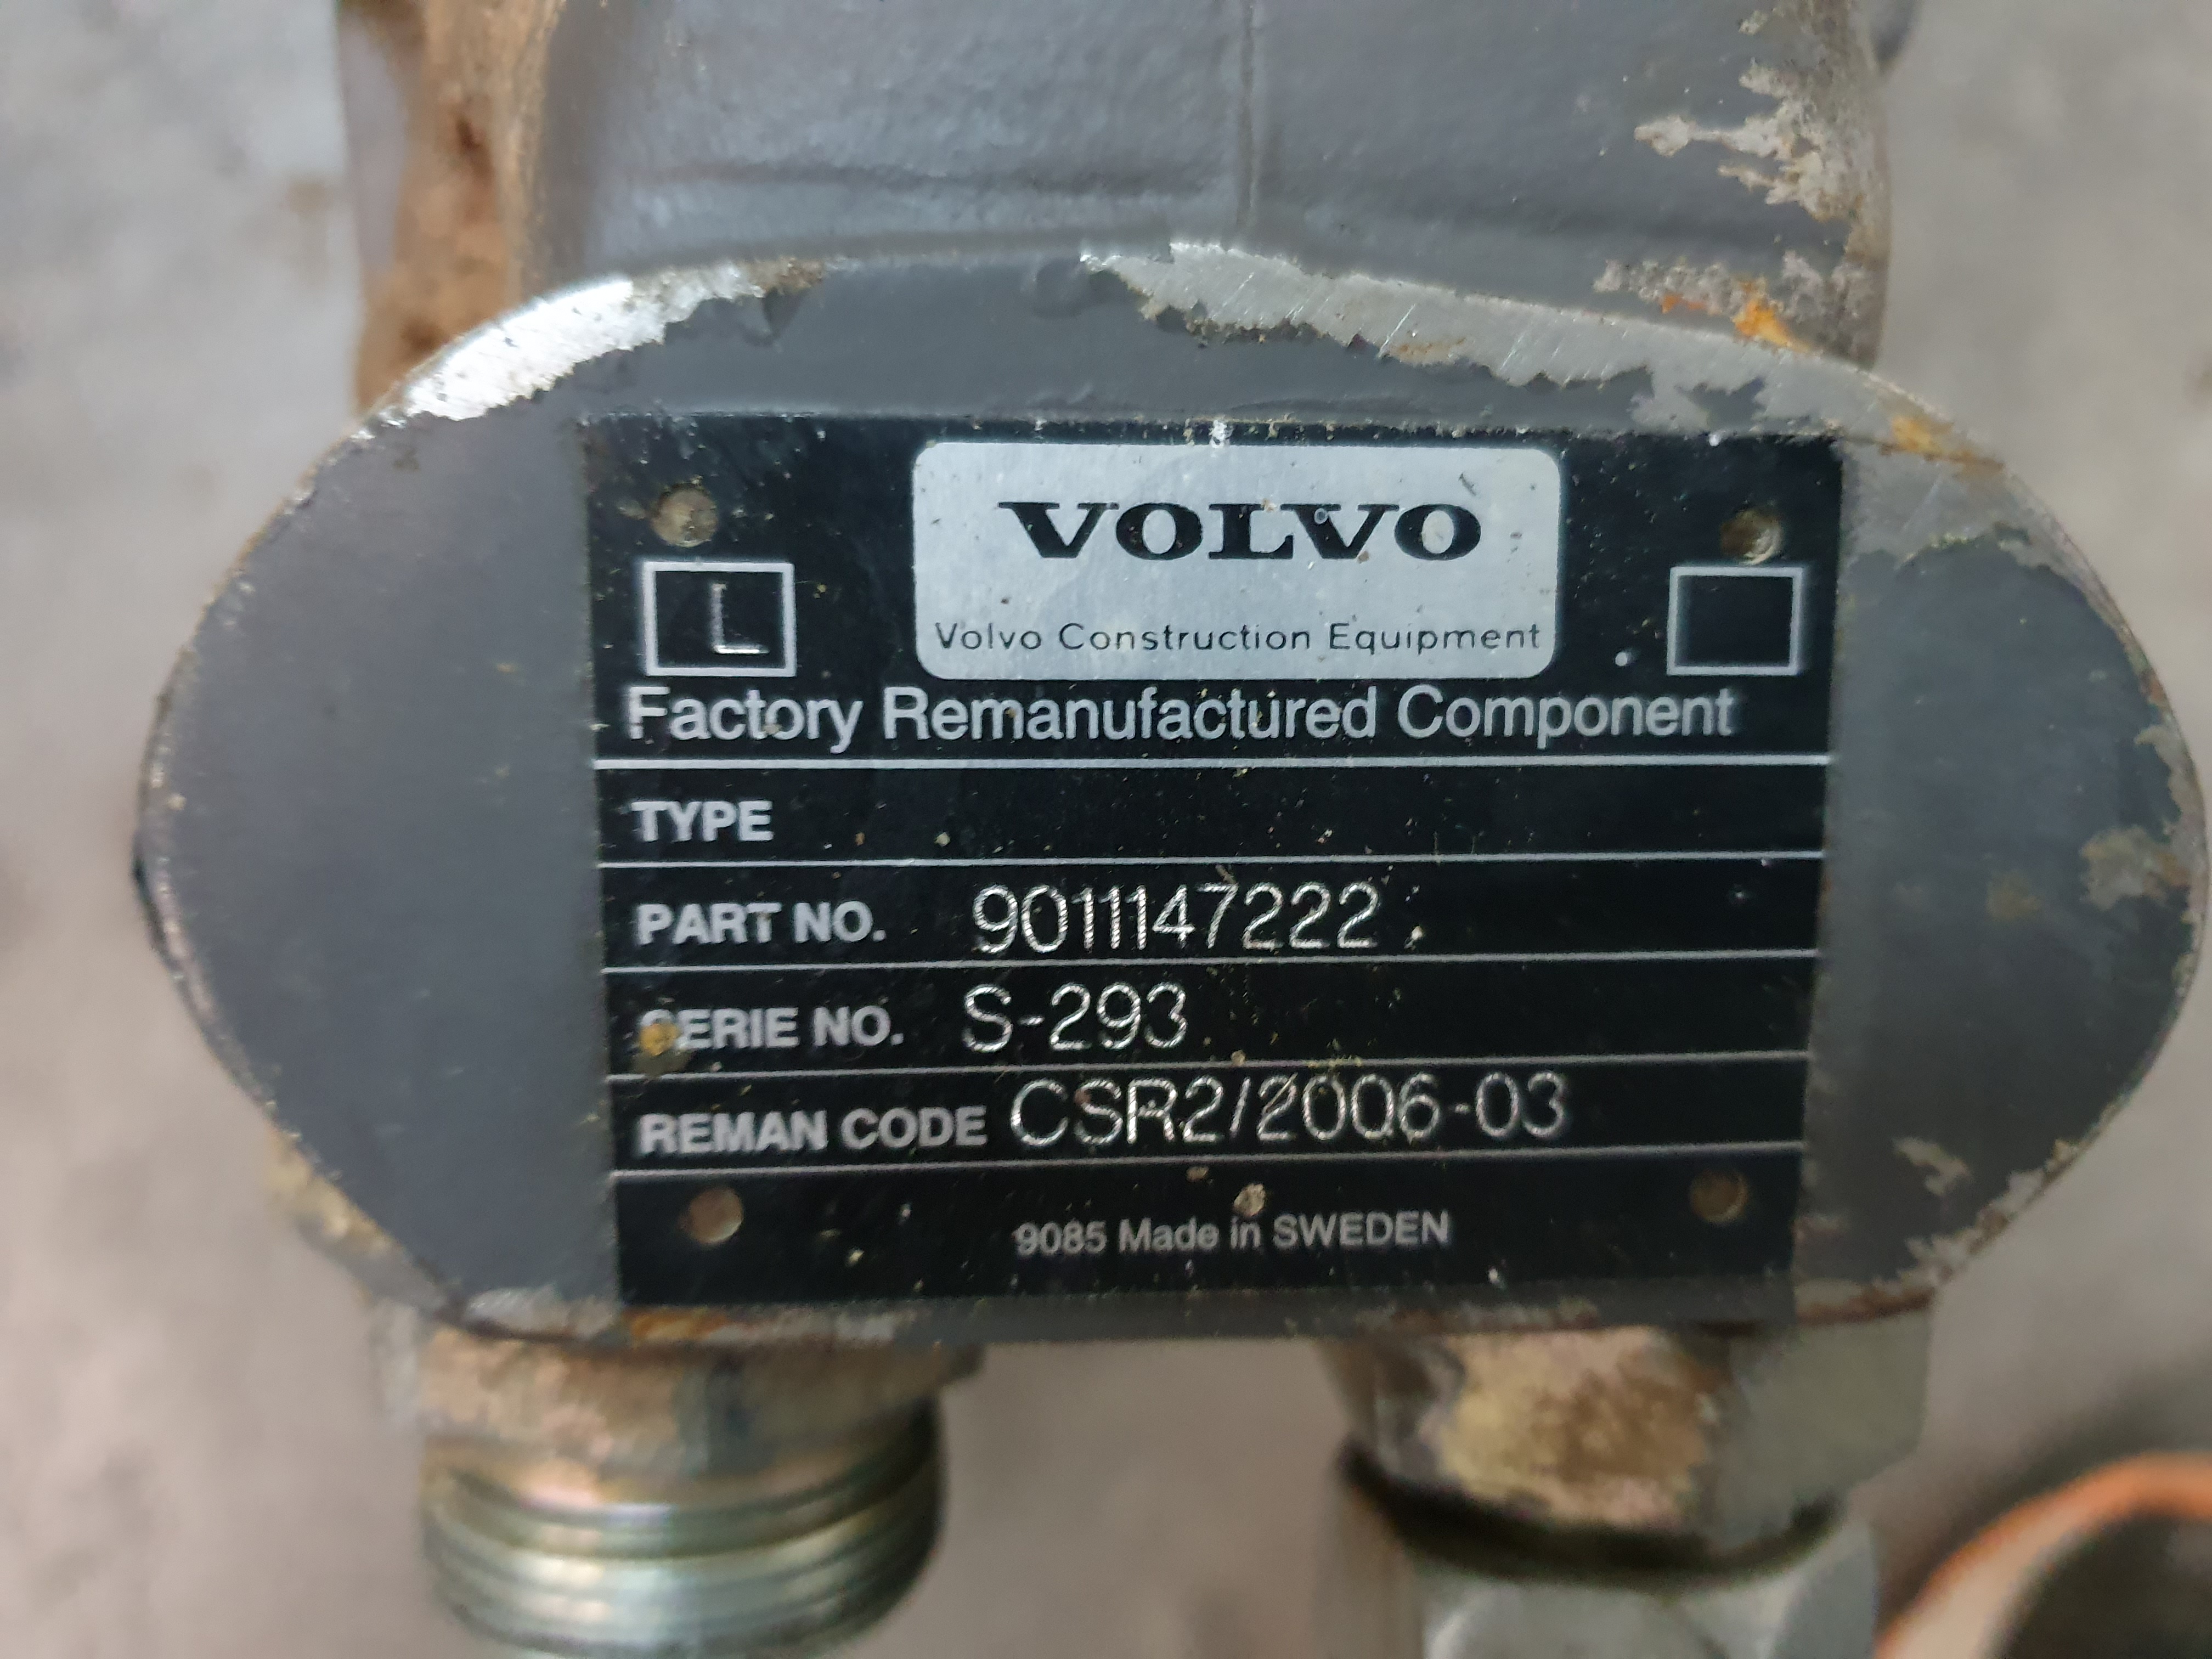 VOLVO
Volvo Construction Equipment
L
Factory Remanufactured Component
TYPE
PART NO. 9011147222
SERIE NO. S-293
REMAN CODE CSR2/2006-03
9085 Made in SWEDEN